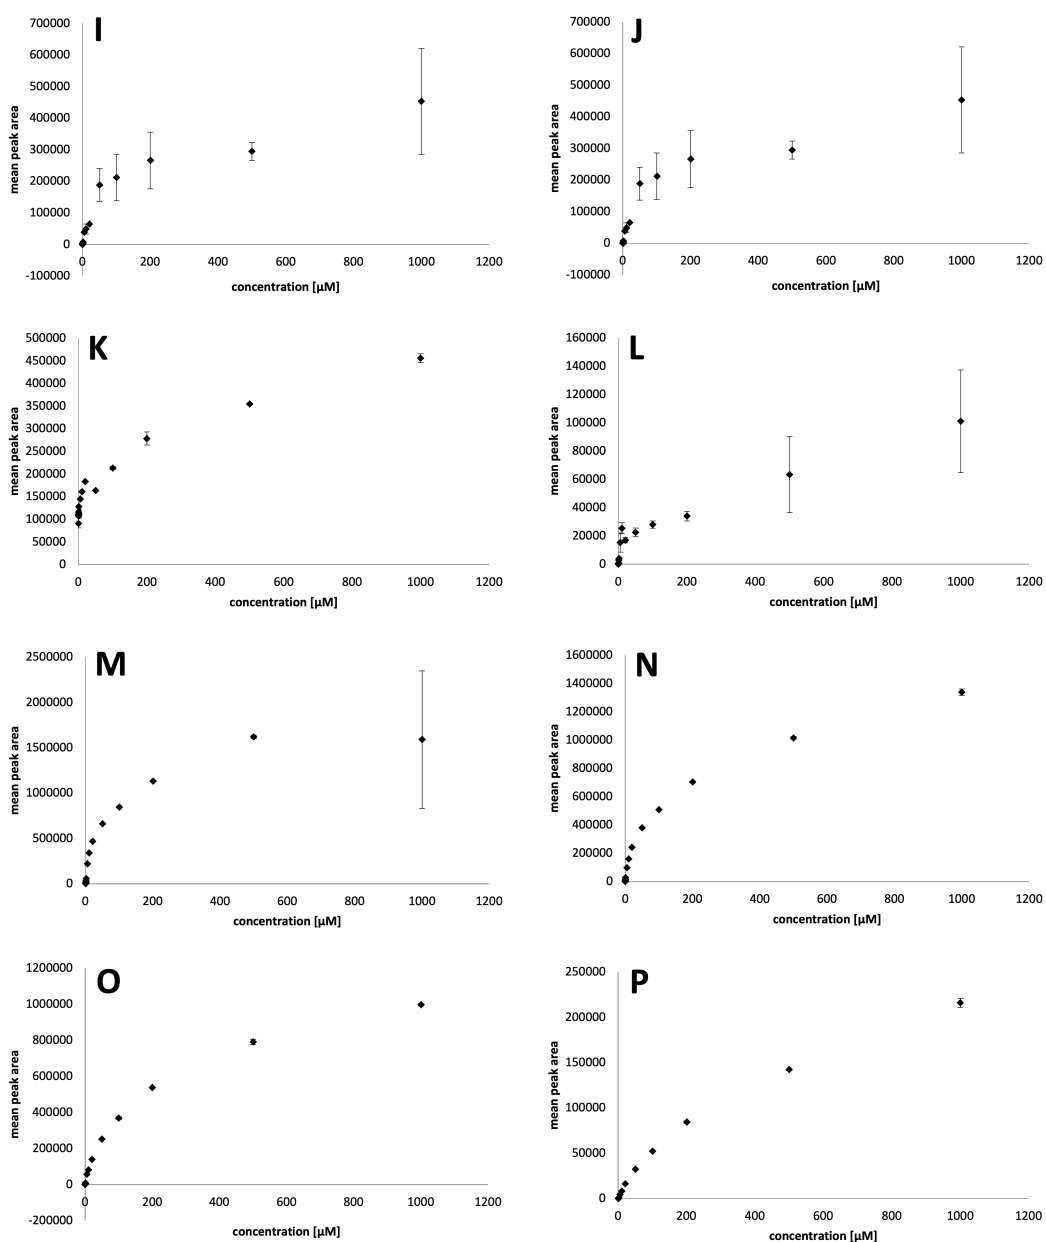 I
mean peak area
700000
600000
500000
400000
300000
200000
100000
0
-100000
0 200 400 600 800 1000 1200
concentration [µM]
J
mean peak area
700000
600000
500000
400000
300000
200000
100000
0
-100000
0 200 400 600 800 1000 1200
concentration [µM]
K
mean peak area
500000
450000
400000
350000
300000
250000
200000
150000
100000
50000
0
0 200 400 600 800 1000 1200
concentration [µM]
L
mean peak area
160000
140000
120000
100000
80000
60000
40000
20000
0
0 200 400 600 800 1000 1200
concentration [µM]
M
mean peak area
2500000
2000000
1500000
1000000
500000
0
0 200 400 600 800 1000 1200
concentration [µM]
N
mean peak area
1600000
1400000
1200000
1000000
800000
600000
400000
200000
0
0 200 400 600 800 1000 1200
concentration [µM]
O
mean peak area
1200000
1000000
800000
600000
400000
200000
0
-200000
0 200 400 600 800 1000 1200
concentration [µM]
P
mean peak area
250000
200000
150000
100000
50000
0
0 200 400 600 800 1000 1200
concentration [µM]